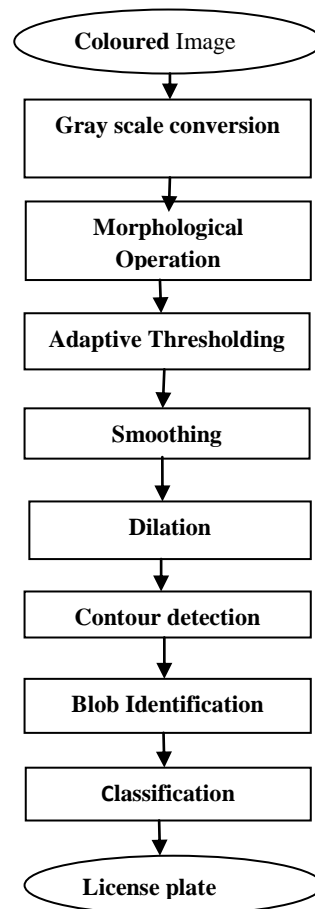 Coloured Image
Gray scale conversion
Morphological
Operation
Adaptive Thresholding
Smoothing
Dilation
Contour detection
Blob Identification
Classification
License plate